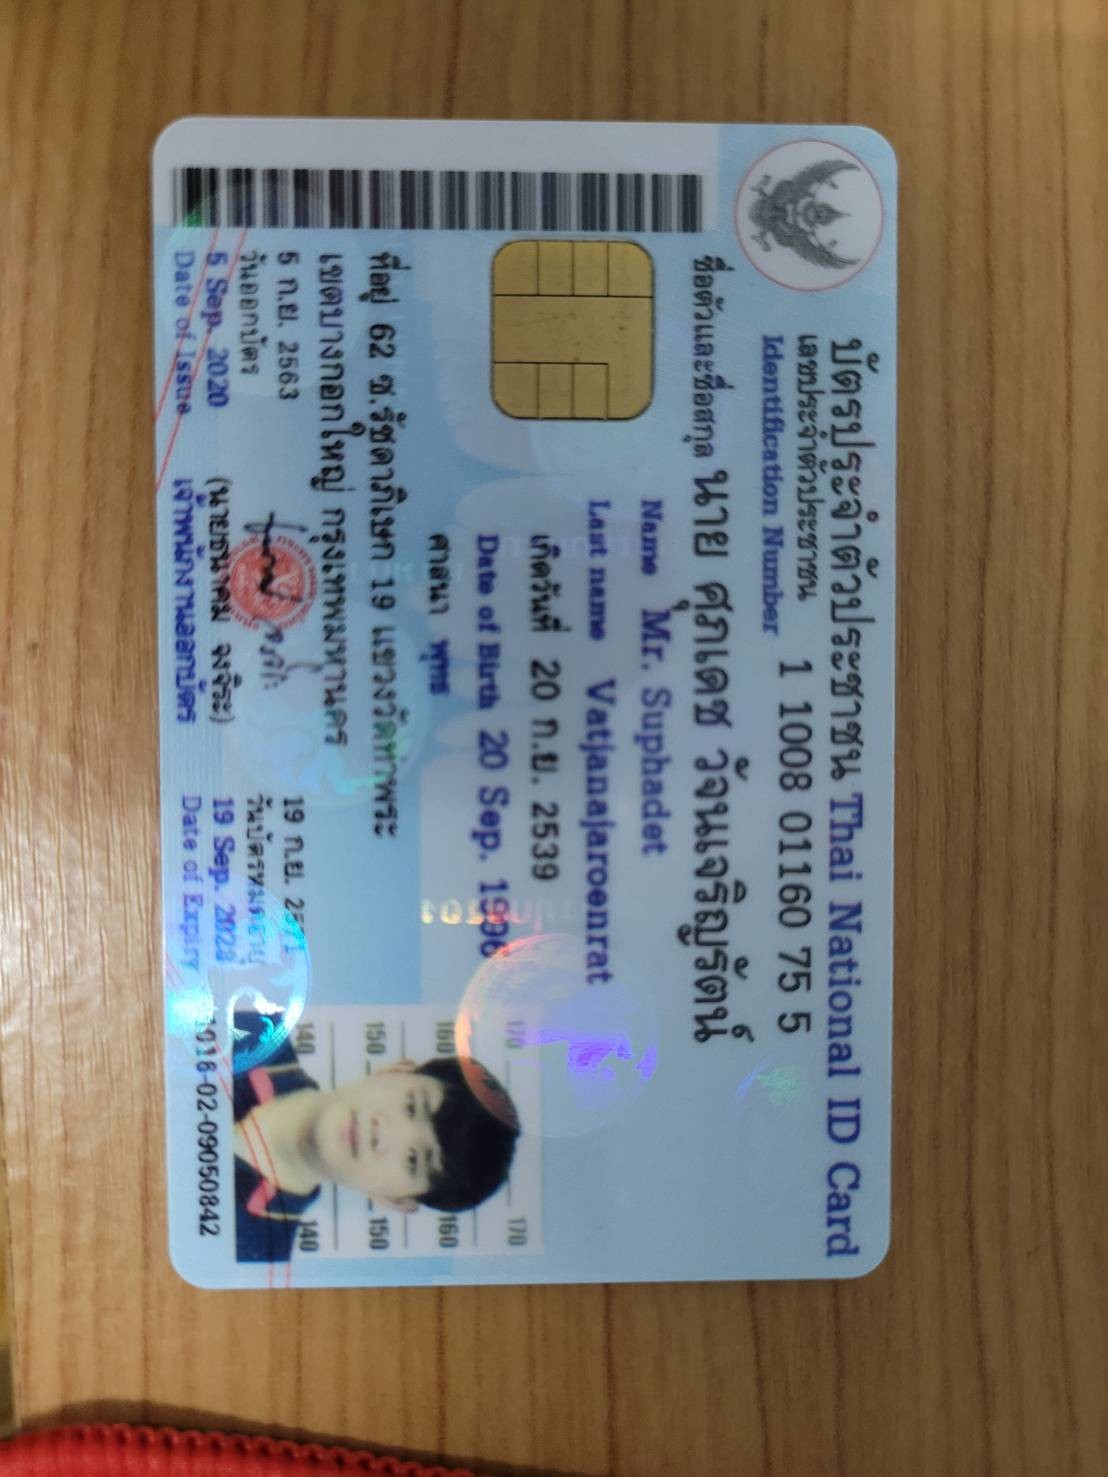 บัตรประจำตัวประชาชน Thai National ID Card
เลขประจำตัวประชาชน 1 1008 01160 75 5
Identification Number
ชื่อตัวและชื่อสกุล นาย ศุภเดช วัจนเจริญรัตน์
Name Mr. Suphadet
Last name Vatjanajaroenrat
เกิดวันที่ 20 ก.ย. 2539
Date of Birth 20 Sep. 1996
ศาสนา พุทธ
ที่อยู่ 62 ซ.รัชดาภิเษก 19 แขวงวัดท่าพระ
เขตบางกอกใหญ่ กรุงเทพมหานคร
5 ก.ย. 2563
วันออกบัตร
5 Sep. 2020
Date of Issue
(นายธนาคม จงจิระ)
เจ้าพนักงานออกบัตร
19 ก.ย. 2571
วันบัตรหมดอายุ
19 Sep. 2028
Date of Expiry
170 170
160 160
150 150
140 140
1016-02-09050842